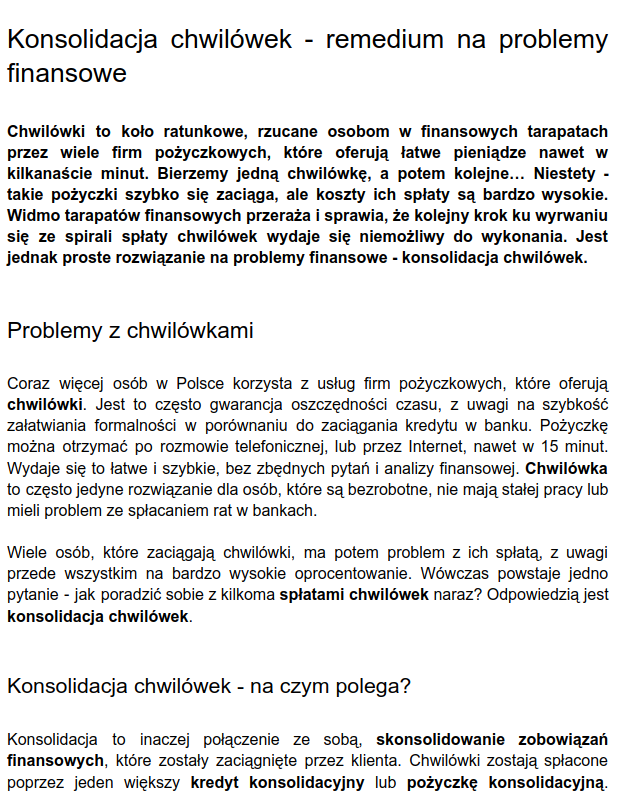 Konsolidacja chwilówek - remedium na problemy
finansowe
Chwilówki to koło ratunkowe, rzucane osobom w finansowych tarapatach
przez wiele firm pożyczkowych, które oferują łatwe pieniądze nawet w
kilkanaście minut. Bierzemy jedną chwilówkę, a potem kolejne… Niestety -
takie pożyczki szybko się zaciąga, ale koszty ich spłaty są bardzo wysokie.
Widmo tarapatów finansowych przeraża i sprawia, że kolejny krok ku wyrwaniu
się ze spirali spłaty chwilówek wydaje się niemożliwy do wykonania. Jest
jednak proste rozwiązanie na problemy finansowe - konsolidacja chwilówek.
Problemy z chwilówkami
Coraz więcej osób w Polsce korzysta z usług firm pożyczkowych, które oferują
chwilówki. Jest to często gwarancja oszczędności czasu, z uwagi na szybkość
załatwiania formalności w porównaniu do zaciągania kredytu w banku. Pożyczkę
można otrzymać po rozmowie telefonicznej, lub przez Internet, nawet w 15 minut.
Wydaje się to łatwe i szybkie, bez zbędnych pytań i analizy finansowej. Chwilówka
to często jedyne rozwiązanie dla osób, które są bezrobotne, nie mają stałej pracy lub
mieli problem ze spłacaniem rat w bankach.
Wiele osób, które zaciągają chwilówki, ma potem problem z ich spłatą, z uwagi
przede wszystkim na bardzo wysokie oprocentowanie. Wówczas powstaje jedno
pytanie - jak poradzić sobie z kilkoma spłatami chwilówek naraz? Odpowiedzią jest
konsolidacja chwilówek.
Konsolidacja chwilówek - na czym polega?
Konsolidacja to inaczej połączenie ze sobą, skonsolidowanie zobowiązań
finansowych, które zostały zaciągnięte przez klienta. Chwilówki zostają spłacone
poprzez jeden większy kredyt konsolidacyjny lub pożyczkę konsolidacyjną.